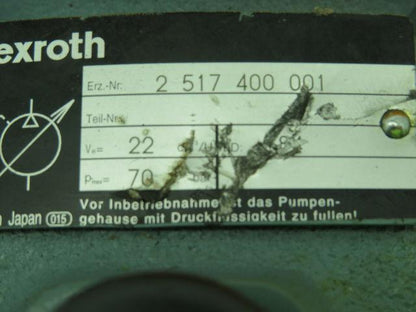 exroth
Erz.-Nr. 2 517 400 001
Teil-Nr.
V = 22
Pmax= 70
Japan 015 Vor Inbetriebnahme ist das Pumpen-
gehäuse mit Druckflüssigkeit zu füllen!